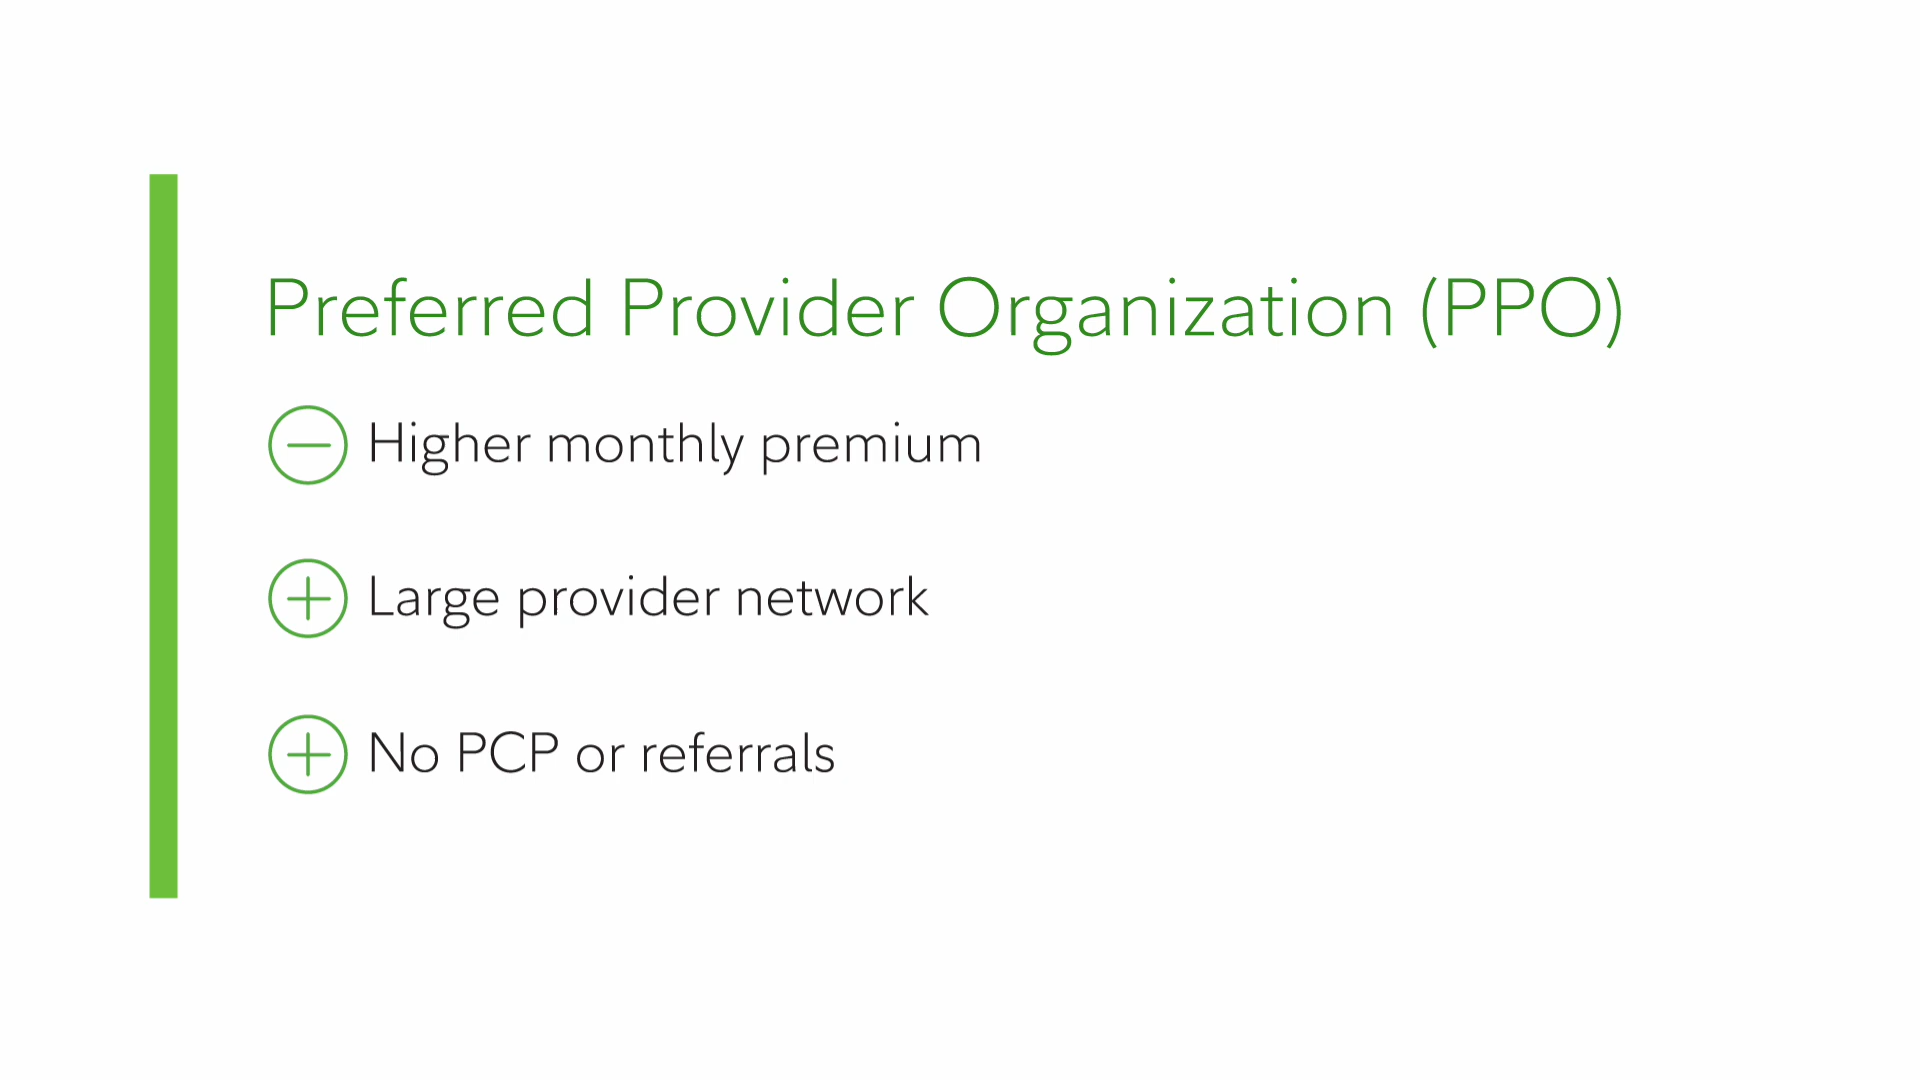 Preferred Provider Organization (PPO)
Higher monthly premium
Large provider network
No PCP or referrals